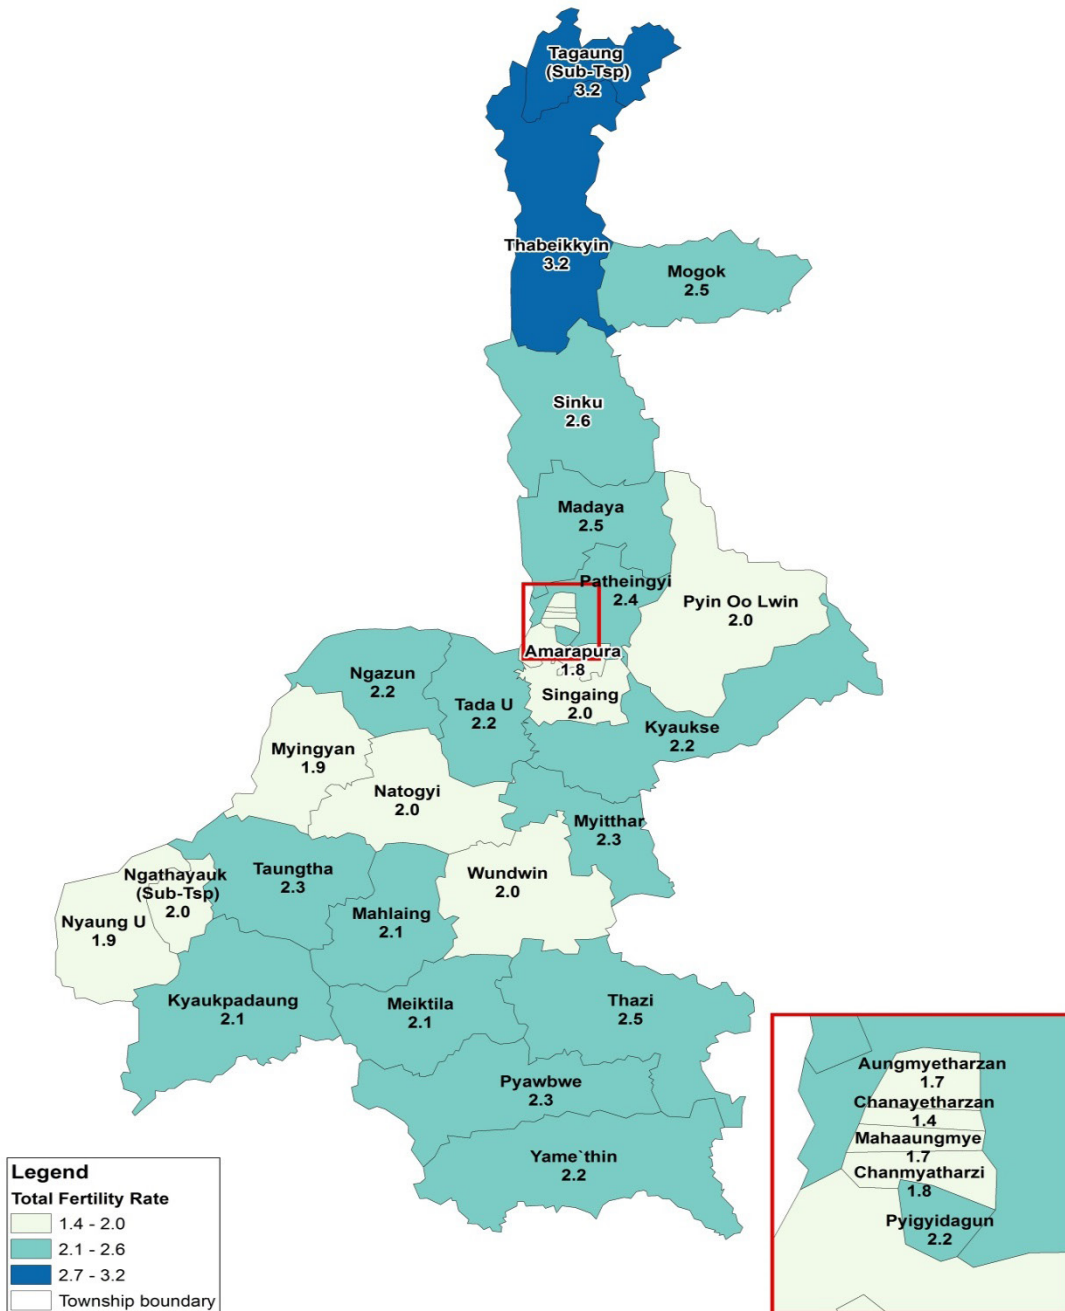 Tagaung
(Sub-Tsp)
3.2
Thabeikkyin
3.2
Mogok
2.5
Sinku
2.6
Madaya
2.5
Patheingyi
2.4
Pyin Oo Lwin
2.0
Amarapura
1.8
Singaing
2.0
Kyaukse
2.2
Ngazun
2.2
Tada U
2.2
Myingyan
1.9
Natogyi
2.0
Myitthar
2.3
Wundwin
2.0
Taungtha
2.3
Ngathayauk
(Sub-Tsp)
2.0
Nyaung U
1.9
Mahlaing
2.1
Kyaukpadaung
2.1
Meiktila
2.1
Thazi
2.5
Pyawbwe
2.3
Yame`thin
2.2
Aungmyetharzan
1.7
Chanayetharzan
1.4
Mahaaungmye
1.7
Chanmyatharzi
1.8
Pyigyidagun
2.2
Legend
Total Fertility Rate
1.4 - 2.0
2.1 - 2.6
2.7 - 3.2
Township boundary